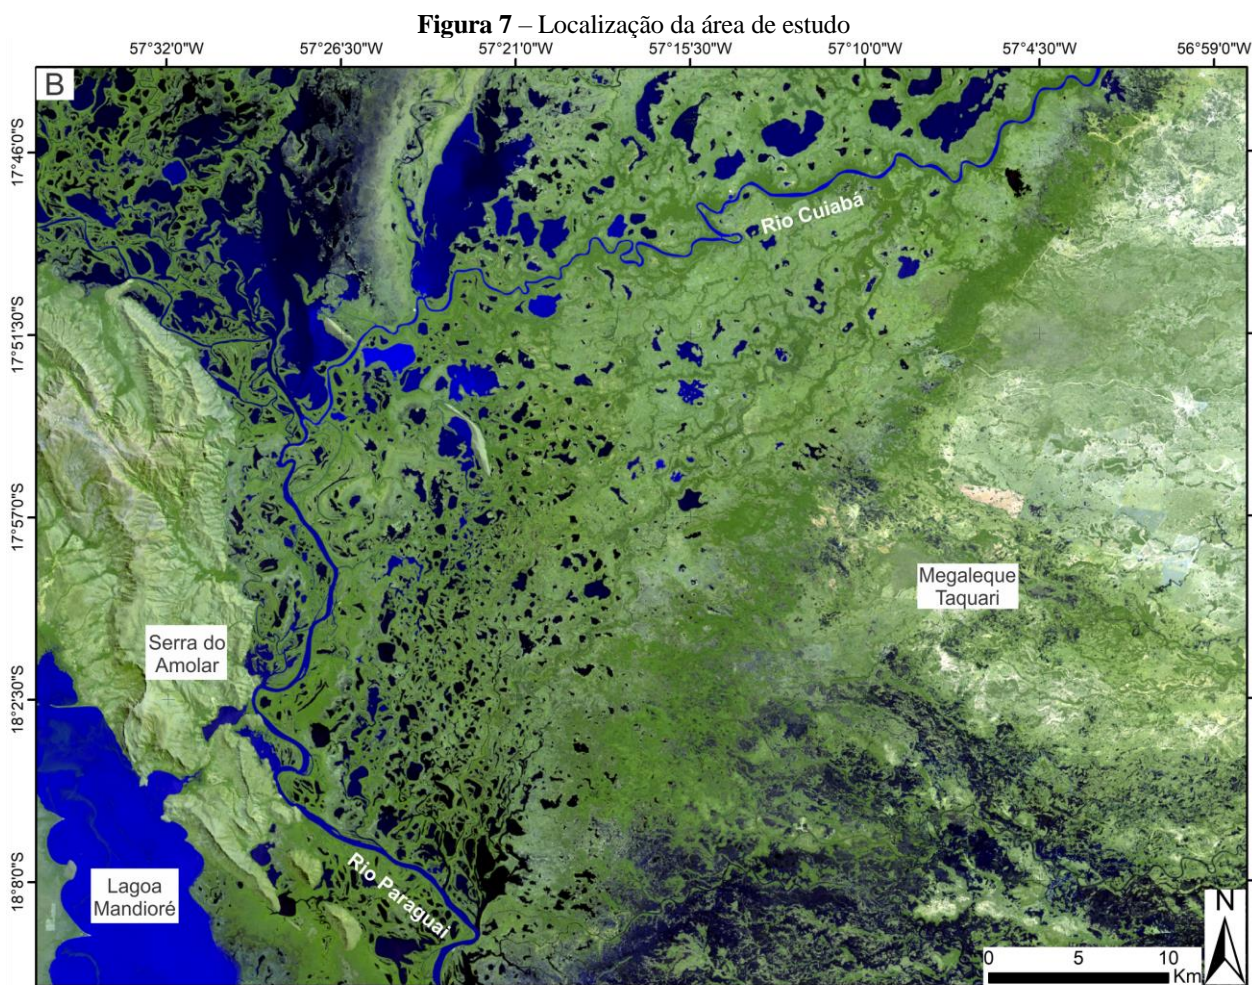 Figura 7 – Localização da área de estudo
57°32'0"W 57°26'30"W 57°21'0"W 57°15'30"W 57°10'0"W 57°4'30"W 56°59'0"W
B
17°46'0"S
Rio Cuiabá
17°51'30"S
17°57'0"S
Megaleque
Taquari
Serra do
Amolar
18°2'30"S
Rio Paraguai
18°8'0"S
Lagoa
Mandioré
N
0 5 10
Km